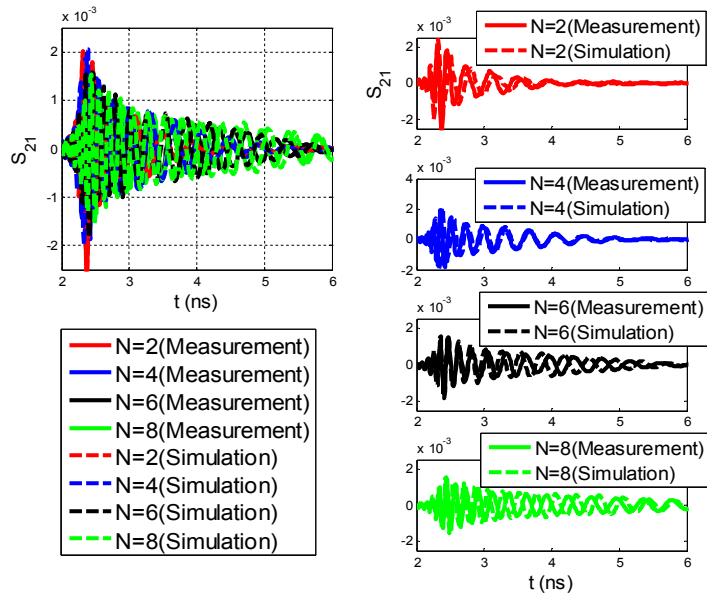 x 10⁻³
2
1
0
-1
-2
S₂₁
2 3 4 5 6
t (ns)
N=2(Measurement)
N=4(Measurement)
N=6(Measurement)
N=8(Measurement)
N=2(Simulation)
N=4(Simulation)
N=6(Simulation)
N=8(Simulation)
x 10⁻³
N=2(Measurement)
N=2(Simulation)
2
0
-2
S₂₁
2 3 4 5 6
x 10⁻³
N=4(Measurement)
N=4(Simulation)
4
2
0
-2
2 3 4 5 6
x 10⁻³
N=6(Measurement)
N=6(Simulation)
2
0
-2
2 3 4 5 6
x 10⁻³
N=8(Measurement)
N=8(Simulation)
2
0
-2
2 3 4 5 6
t (ns)